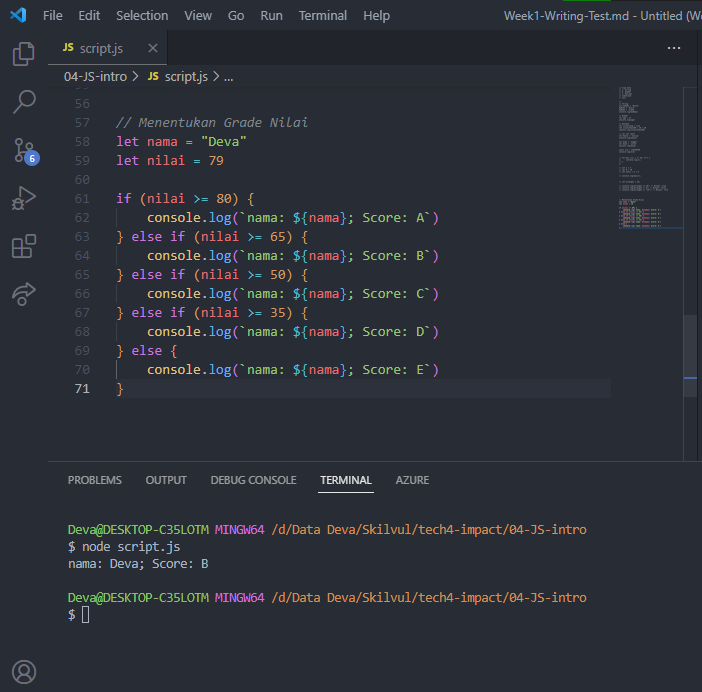 File Edit Selection View Go Run Terminal Help Week1-Writing-Test.md - Untitled (W
JS script.js ✕ ···
04-JS-intro > JS script.js > ...
56
57 // Menentukan Grade Nilai
58 let nama = "Deva"
59 let nilai = 79
60
61 if (nilai >= 80) {
62 console.log(`nama: ${nama}; Score: A`)
63 } else if (nilai >= 65) {
64 console.log(`nama: ${nama}; Score: B`)
65 } else if (nilai >= 50) {
66 console.log(`nama: ${nama}; Score: C`)
67 } else if (nilai >= 35) {
68 console.log(`nama: ${nama}; Score: D`)
69 } else {
70 console.log(`nama: ${nama}; Score: E`)
71 }
6
PROBLEMS OUTPUT DEBUG CONSOLE TERMINAL AZURE
Deva@DESKTOP-C35LOTM MINGW64 /d/Data Deva/Skilvul/tech4-impact/04-JS-intro
$ node script.js
nama: Deva; Score: B
Deva@DESKTOP-C35LOTM MINGW64 /d/Data Deva/Skilvul/tech4-impact/04-JS-intro
$